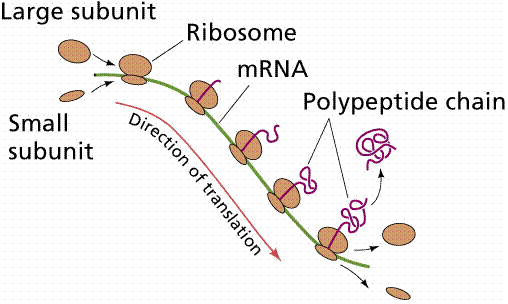 Large subunit
Ribosome
mRNA
Polypeptide chain
Small
subunit
Direction of translation